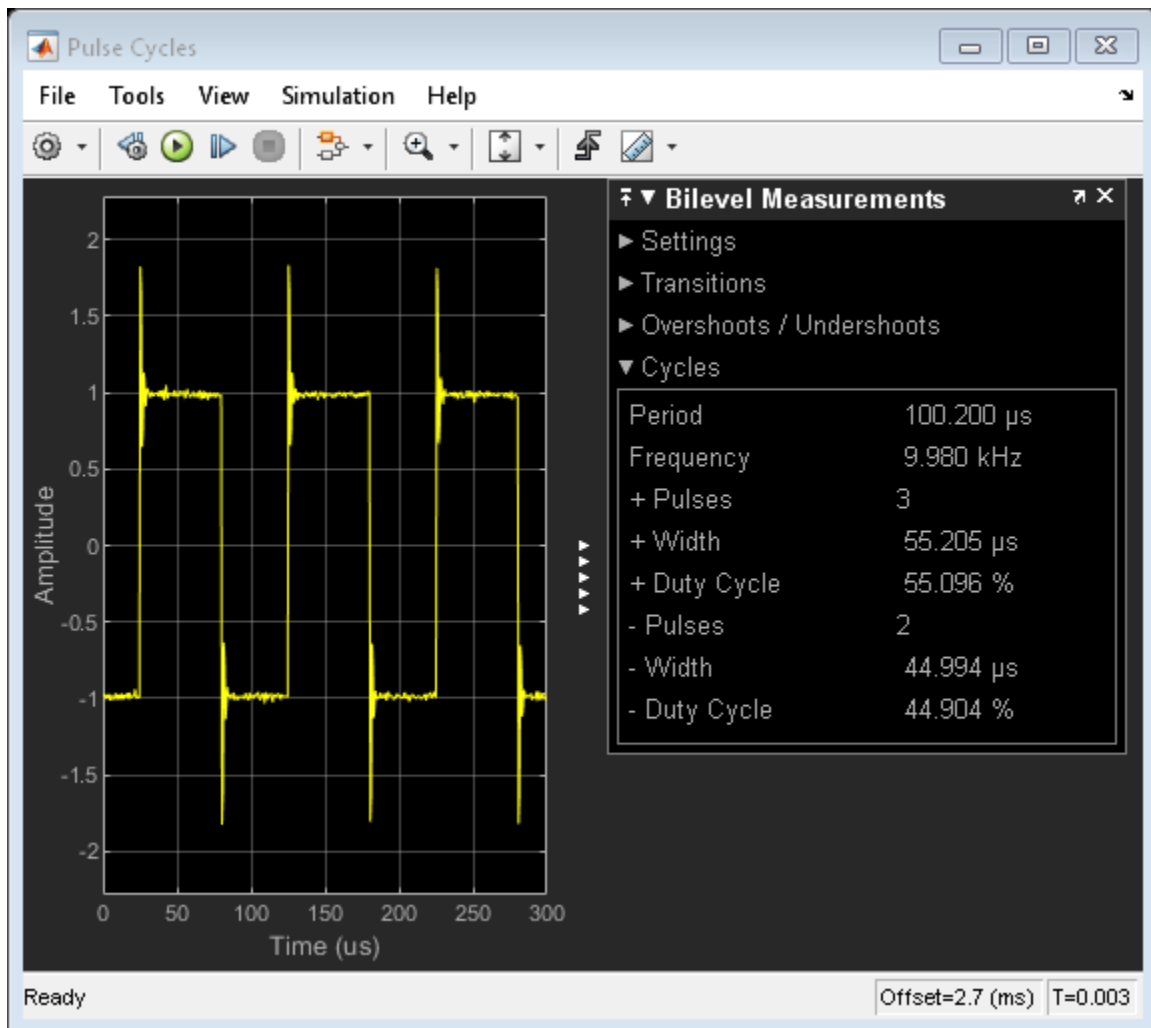 Pulse Cycles
File Tools View Simulation Help
2
1.5
1
0.5
0
-0.5
-1
-1.5
-2
Amplitude
0 50 100 150 200 250 300
Time (us)
Bilevel Measurements
Settings
Transitions
Overshoots / Undershoots
Cycles
Period 100.200 µs
Frequency 9.980 kHz
+ Pulses 3
+ Width 55.205 µs
+ Duty Cycle 55.096 %
- Pulses 2
- Width 44.994 µs
- Duty Cycle 44.904 %
Ready Offset=2.7 (ms) T=0.003